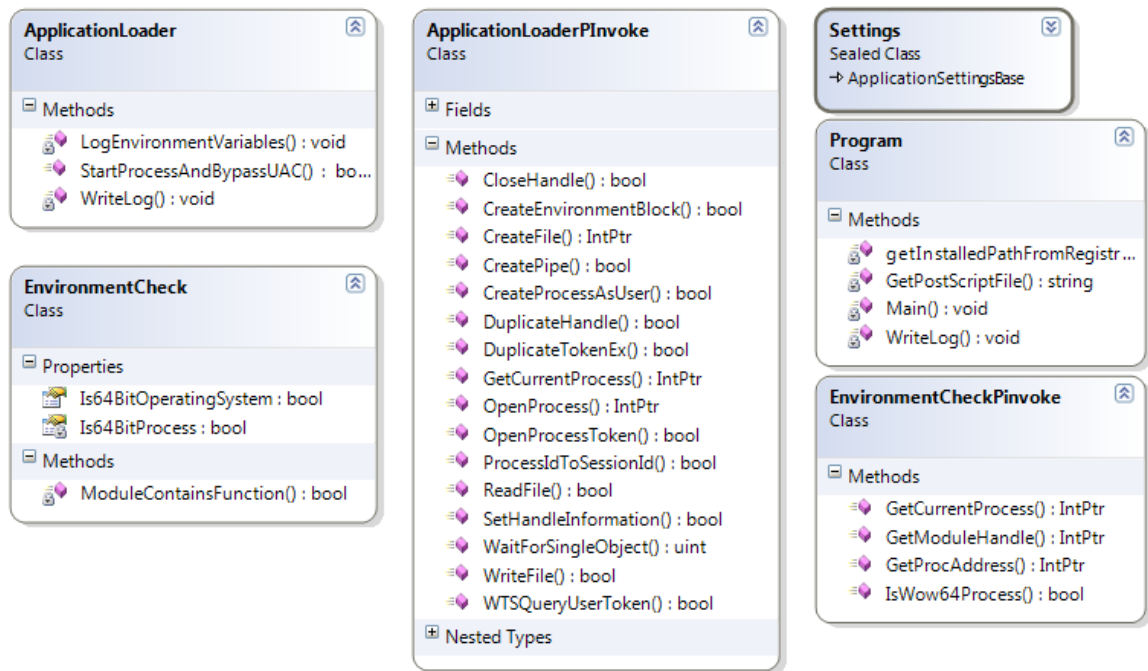 ApplicationLoader
Class
Methods
LogEnvironmentVariables() : void
StartProcessAndBypassUAC() : bo...
WriteLog() : void
EnvironmentCheck
Class
Properties
Is64BitOperatingSystem : bool
Is64BitProcess : bool
Methods
ModuleContainsFunction() : bool
ApplicationLoaderPInvoke
Class
Fields
Methods
CloseHandle() : bool
CreateEnvironmentBlock() : bool
CreateFile() : IntPtr
CreatePipe() : bool
CreateProcessAsUser() : bool
DuplicateHandle() : bool
DuplicateTokenEx() : bool
GetCurrentProcess() : IntPtr
OpenProcess() : IntPtr
OpenProcessToken() : bool
ProcessIdToSessionId() : bool
ReadFile() : bool
SetHandleInformation() : bool
WaitForSingleObject() : uint
WriteFile() : bool
WTSQueryUserToken() : bool
Nested Types
Settings
Sealed Class
ApplicationSettingsBase
Program
Class
Methods
getInstalledPathFromRegistr...
GetPostScriptFile() : string
Main() : void
WriteLog() : void
EnvironmentCheckPinvoke
Class
Methods
GetCurrentProcess() : IntPtr
GetModuleHandle() : IntPtr
GetProcAddress() : IntPtr
IsWow64Process() : bool